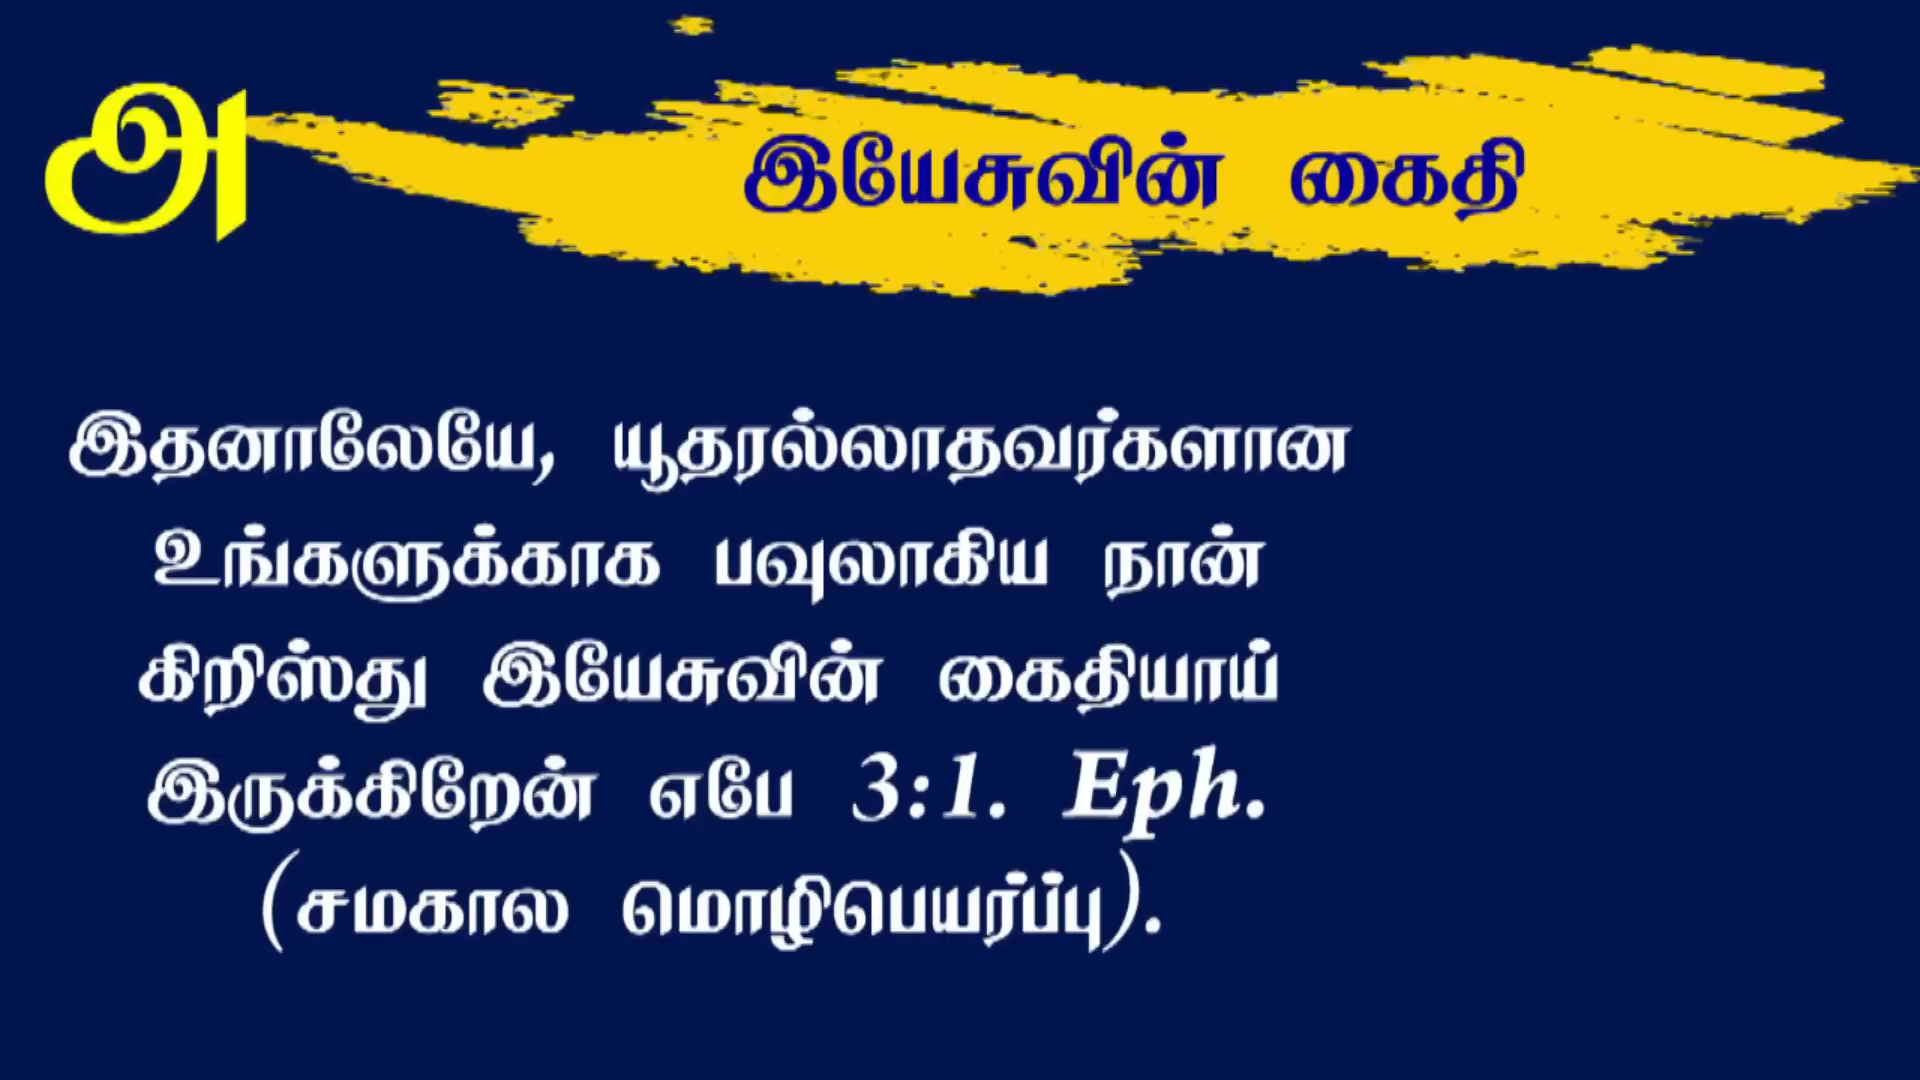 அ
இயேசுவின் கைதி
இதனாலேயே, யூதரல்லாதவர்களான
உங்களுக்காக பவுலாகிய நான்
கிறிஸ்து இயேசுவின் கைதியாய்
இருக்கிறேன் எபே 3:1. Eph.
(சமகால மொழிபெயர்ப்பு).